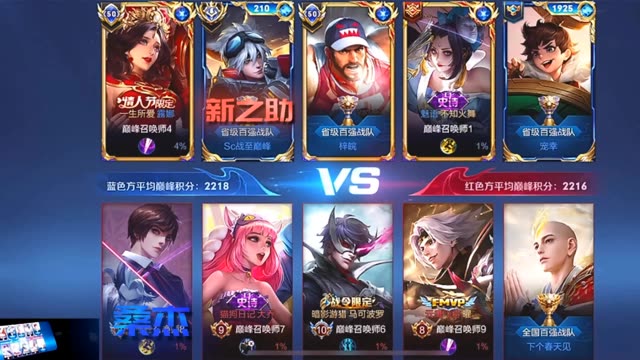 50
210
50
1925
情人节限定
一生所爱 露娜
巅峰召唤师4
4%
新之助
省级百强战队
Sc战至巅峰
省级百强战队
梓皖
史诗
魅语 不知火舞
巅峰召唤师1
4%
省级百强战队
宠幸
蓝色方平均巅峰积分：2218
VS
红色方平均巅峰积分：2216
蔡杰
1%
史诗
巅峰召唤师7
9
1%
战令限定
暗影游猎 马可波罗
巅峰召唤师6
10
1%
FMVP
巅峰召唤师9
8
1%
全国百强战队
下个春天见